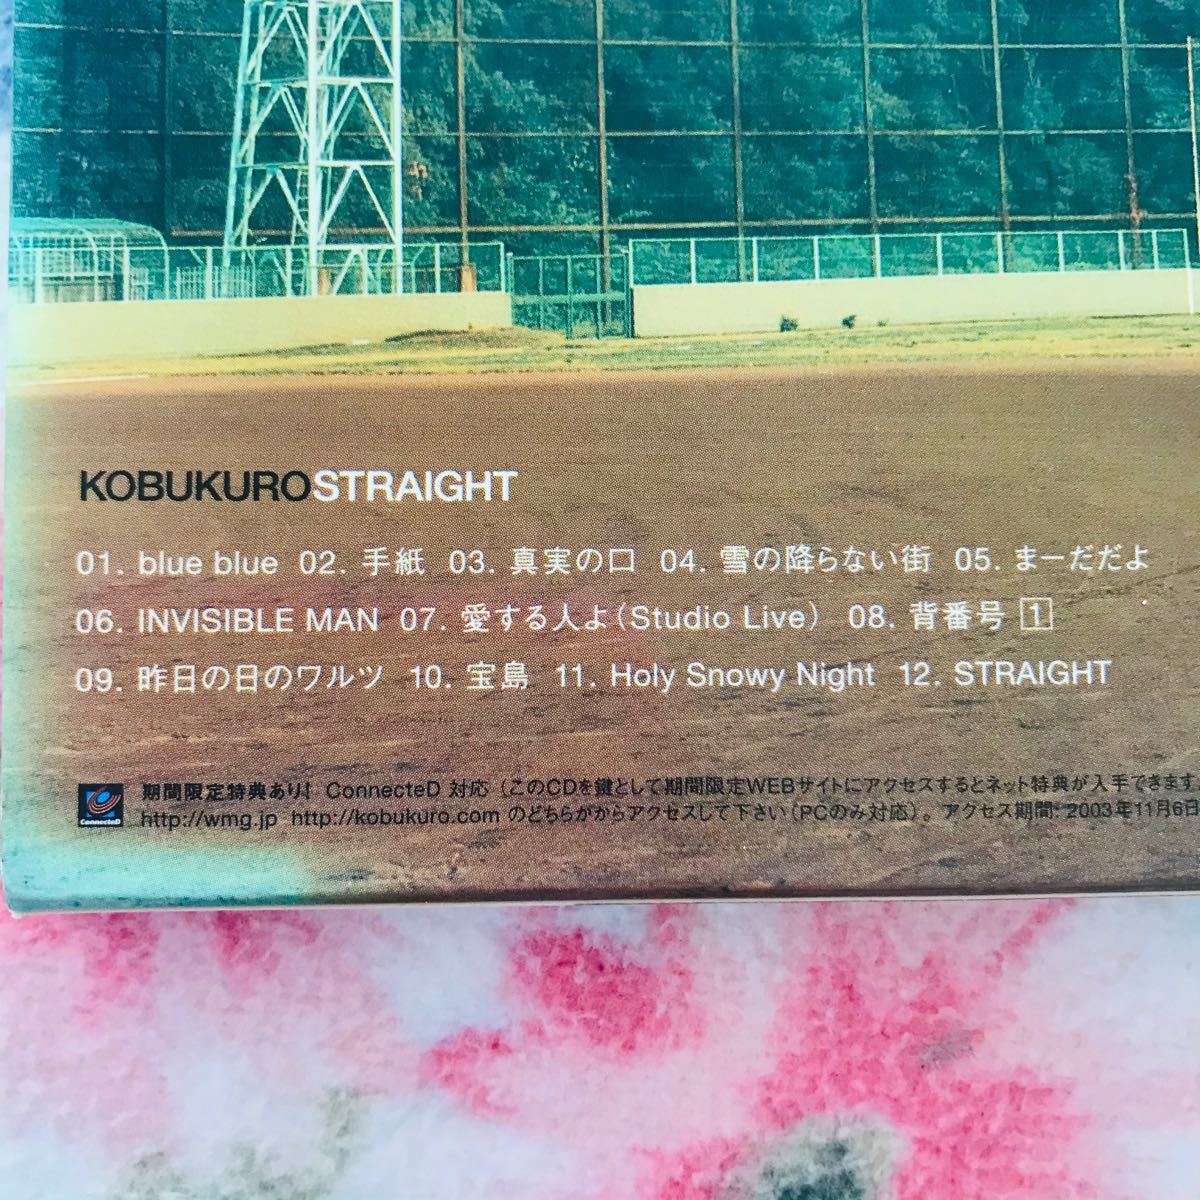 KOBUKUROSTRAIGHT
01. blue blue 02. 手紙 03. 真実の口 04. 雪の降らない街 05. まーだだよ
06. INVISIBLE MAN 07. 愛する人よ(Studio Live) 08. 背番号 1
09. 昨日の日のワルツ 10. 宝島 11. Holy Snowy Night 12. STRAIGHT
ConnecteD
期間限定特典あり! ConnecteD 対応 (このCDを鍵として期間限定WEBサイトにアクセスするとネット特典が入手できます。
http://wmg.jp http://kobukuro.com のどちらかからアクセスして下さい(PCのみ対応)。アクセス期間: 2003年11月6日